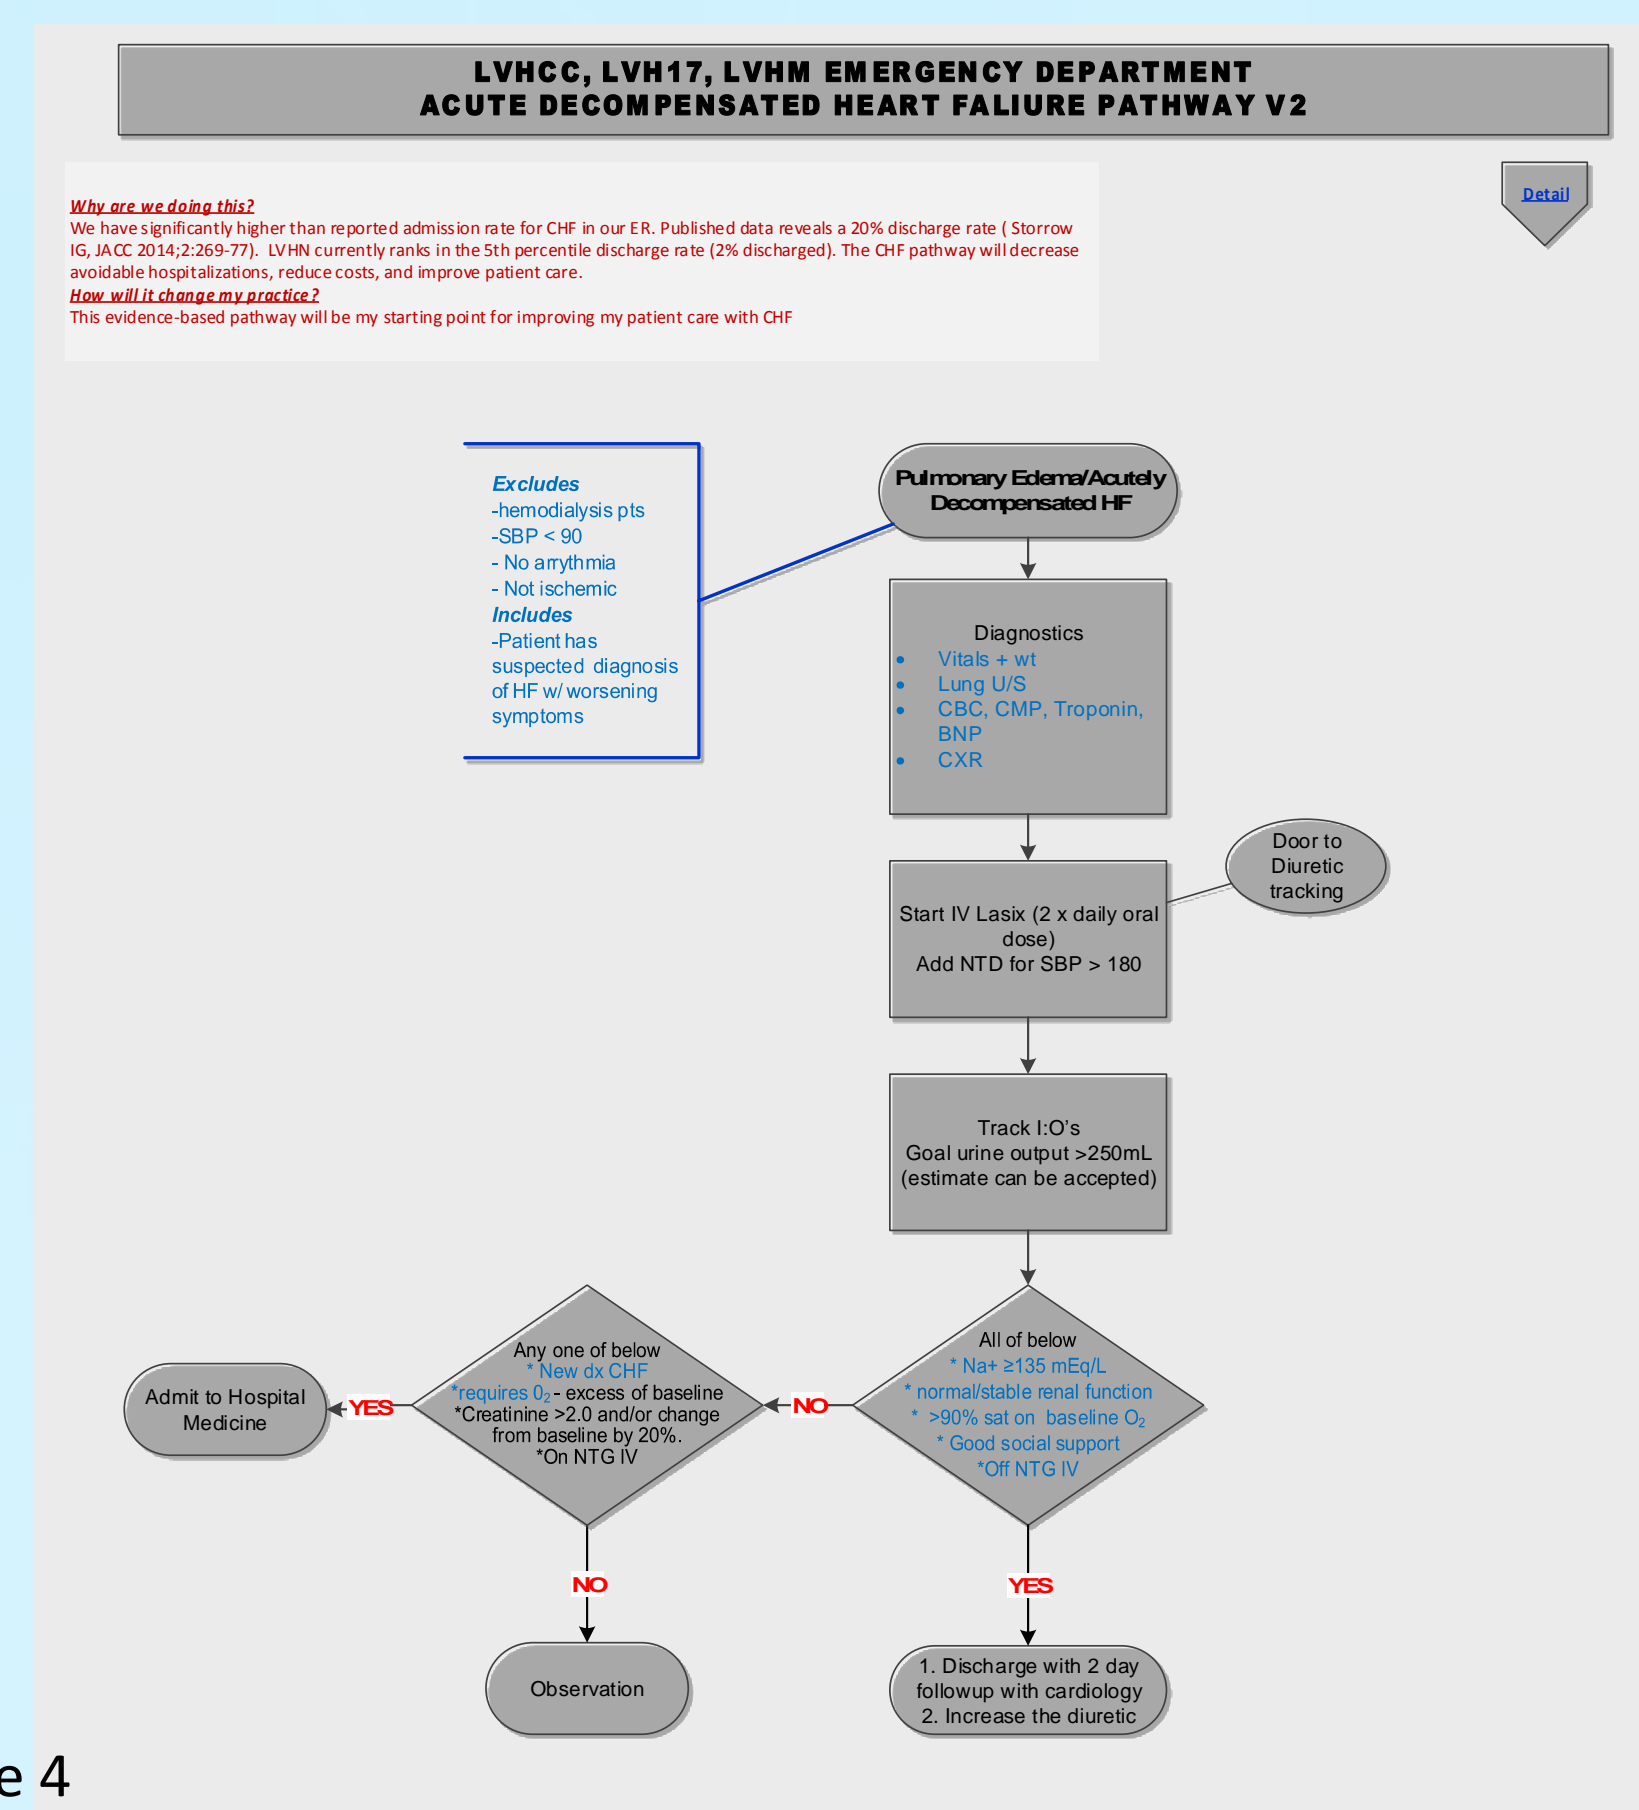 LVHCC, LVH17, LVHM EMERGENCY DEPARTMENT
ACUTE DECOMPENSATED HEART FALIURE PATHWAY V2
Detail
Why are we doing this?
We have significantly higher than reported admission rate for CHF in our ER. Published data reveals a 20% discharge rate ( Storrow
IG, JACC 2014;2:269-77). LVHN currently ranks in the 5th percentile discharge rate (2% discharged). The CHF pathway will decrease
avoidable hospitalizations, reduce costs, and improve patient care.
How will it change my practice?
This evidence-based pathway will be my starting point for improving my patient care with CHF
Excludes
-hemodialysis pts
-SBP < 90
- No arrythmia
- Not ischemic
Includes
-Patient has
suspected diagnosis
of HF w/ worsening
symptoms
Pulmonary Edema/Acutely
Decompensated HF
Diagnostics
• Vitals + wt
• Lung U/S
• CBC, CMP, Troponin,
BNP
• CXR
Door to
Diuretic
tracking
Start IV Lasix (2 x daily oral
dose)
Add NTD for SBP > 180
Track I:O's
Goal urine output >250mL
(estimate can be accepted)
All of below
* Na+ ≥135 mEq/L
* normal/stable renal function
* >90% sat on baseline O₂
* Good social support
*Off NTG IV
NO
Any one of below
* New dx CHF
*requires 0₂ - excess of baseline
*Creatinine >2.0 and/or change
from baseline by 20%.
*On NTG IV
YES
Admit to Hospital
Medicine
NO
Observation
YES
1. Discharge with 2 day
followup with cardiology
2. Increase the diuretic
e 4